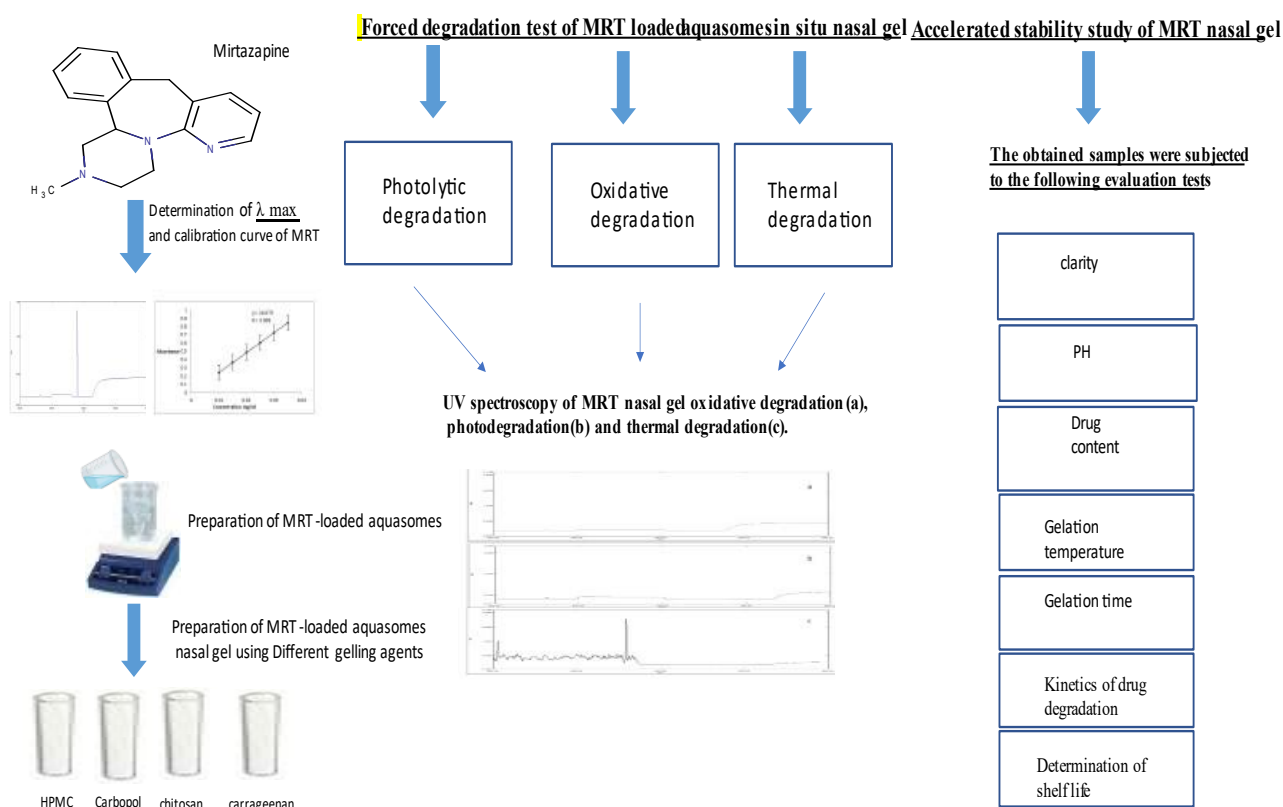 Forced degradation test of MRT loadedaquasomesin situ nasal gel
Accelerated stability study of MRT nasal gel
Mirtazapine
N
N
N
H3C
Determination of λ max
and calibration curve of MRT
Preparation of MRT-loaded aquasomes
Preparation of MRT-loaded aquasomes
nasal gel using Different gelling agents
HPMC
Carbopol
chitosan
carrageenan
Photolytic
degradation
Oxidative
degradation
Thermal
degradation
UV spectroscopy of MRT nasal gel oxidative degradation(a),
photodegradation(b) and thermal degradation(c).
The obtained samples were subjected
to the following evaluation tests
clarity
PH
Drug
content
Gelation
temperature
Gelation time
Kinetics of drug
degradation
Determination of
shelf life